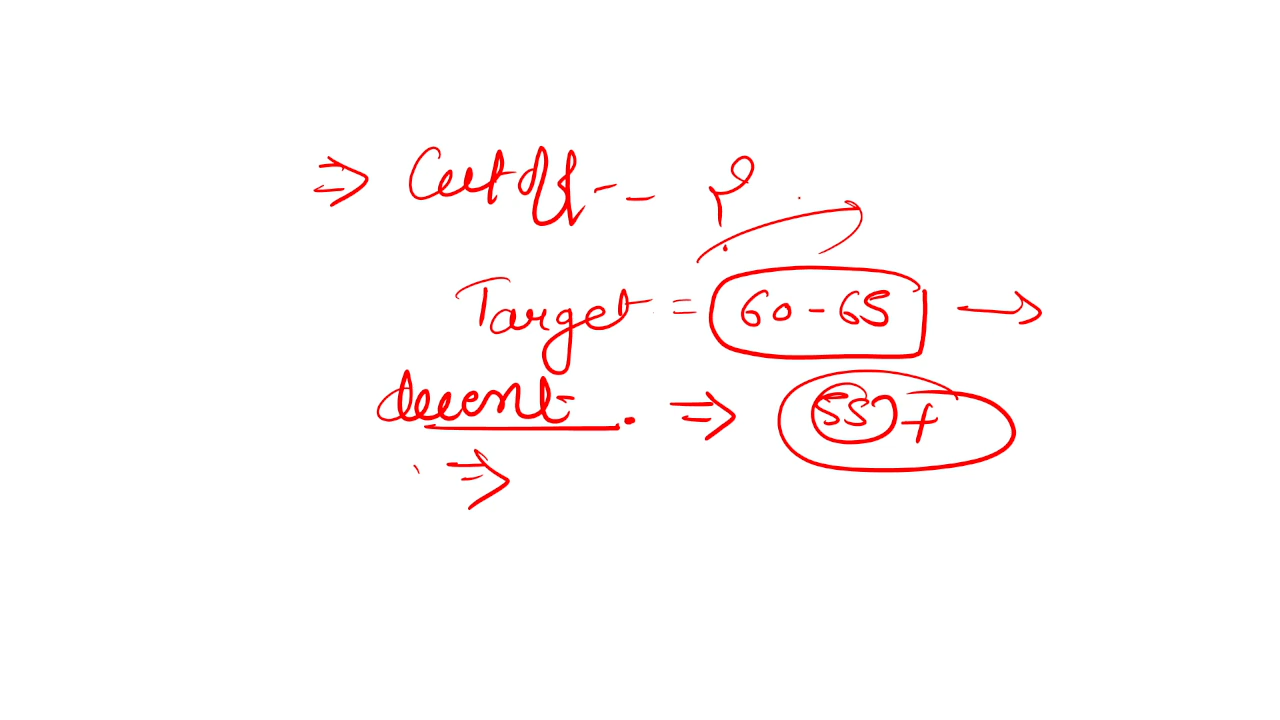 ⇒ Cutoff -- ?
Target = 60-65 →
decent. ⇒ 55+
⇒